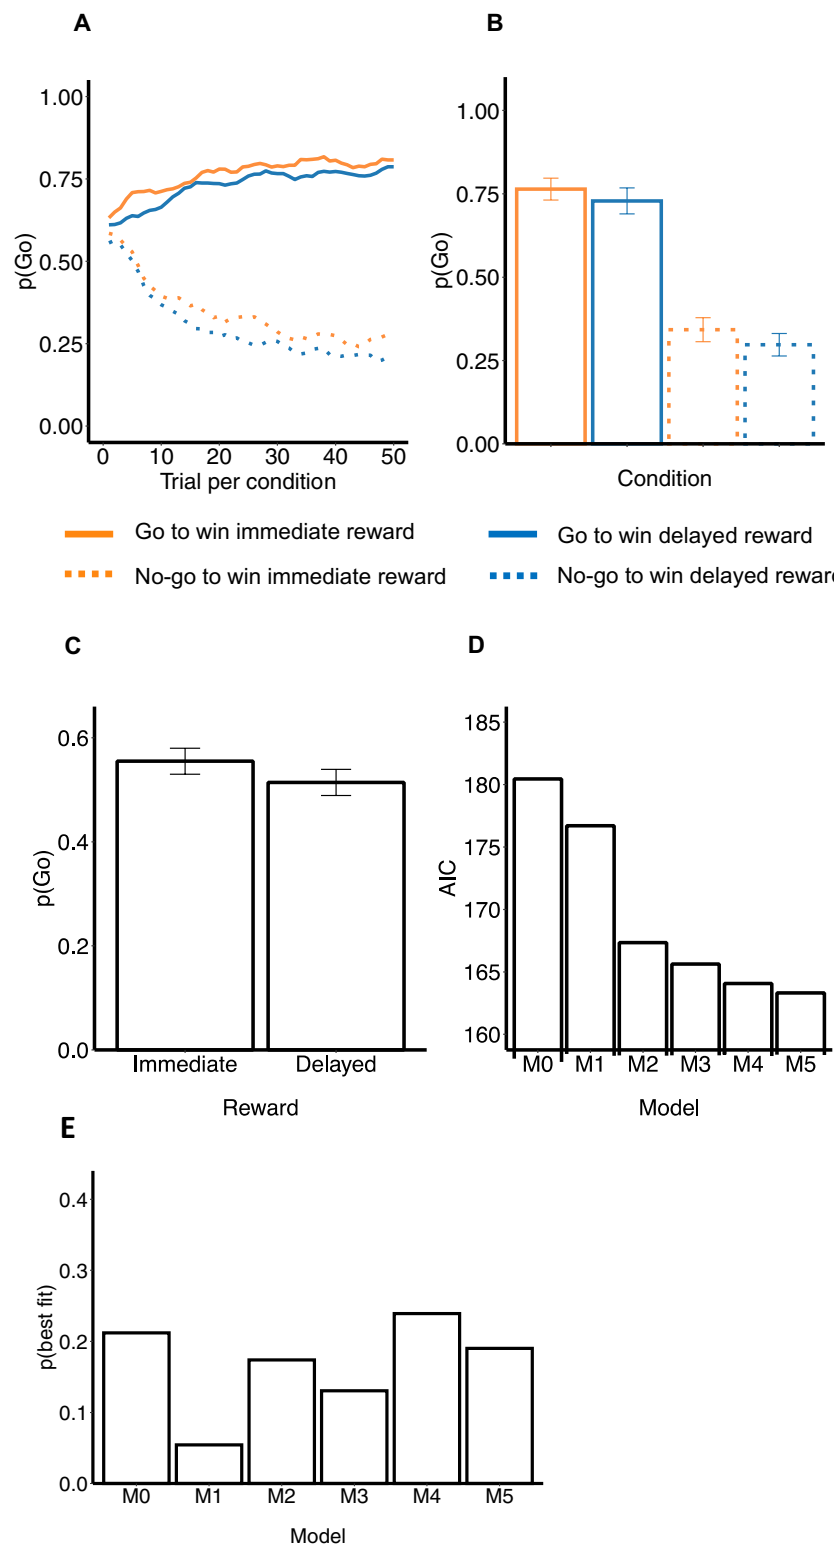 A
B
1.00
0.75
0.50
0.25
0.00
p(Go)
0 10 20 30 40 50
Trial per condition
1.00
0.75
0.50
0.25
0.00
p(Go)
Condition
Go to win immediate reward
Go to win delayed reward
No-go to win immediate reward
No-go to win delayed reward
C
D
0.6
0.4
0.2
0.0
p(Go)
Immediate Delayed
Reward
185
180
175
170
165
160
AIC
M0 M1 M2 M3 M4 M5
Model
E
0.4
0.3
0.2
0.1
0.0
p(best fit)
M0 M1 M2 M3 M4 M5
Model